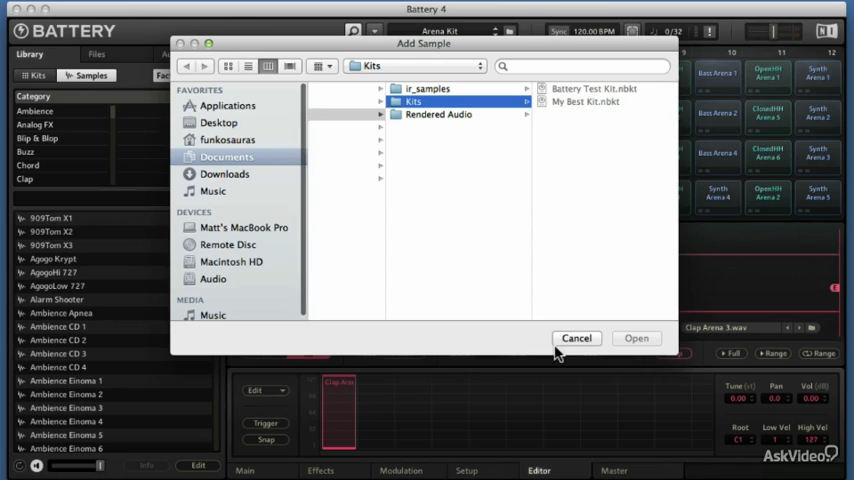 Battery 4
BATTERY
Arena Kit
BPM 120.00 BPM
0/32
Library
Files
Kits
Samples
Category
Ambience
Analog FX
Blip & Blop
Buzz
Chord
Clap
909Tom X1
909Tom X2
909Tom X3
Agogo Krypt
AgogoHi 727
AgogoLow 727
Alarm Shooter
Ambience Apnea
Ambience CD 1
Ambience CD 2
Ambience CD 3
Ambience CD 4
Ambience Einoma 1
Ambience Einoma 2
Ambience Einoma 3
Ambience Einoma 4
Ambience Einoma 5
Ambience Einoma 6
Info
Edit
Add Sample
Kits
FAVORITES
Applications
Desktop
funkosauras
Documents
Downloads
Music
DEVICES
Matt's MacBook Pro
Remote Disc
Macintosh HD
Audio
MEDIA
Music
ir_samples
Kits
Rendered Audio
Battery Test Kit.nbkt
My Best Kit.nbkt
Cancel
Open
10 11 12
Bass Arena 1 OpenHH Arena 1 Synth Arena 1
Bass Arena 2 ClosedHH Arena 5 Synth Arena 2
Bass Arena 4 ClosedHH Arena 6 Synth Arena 3
Synth Arena 4 OpenHH Arena 2 Synth Arena 5
Clap Arena 3.wav
Full
Range
Range
Edit
Trigger
Snap
127
Clap Aren
Tune (st) Pan Vol (dB)
0.00 0.0 0.00
Root Low Vel High Vel
C1 1 127
Main
Effects
Modulation
Setup
Editor
Master
AskVideo